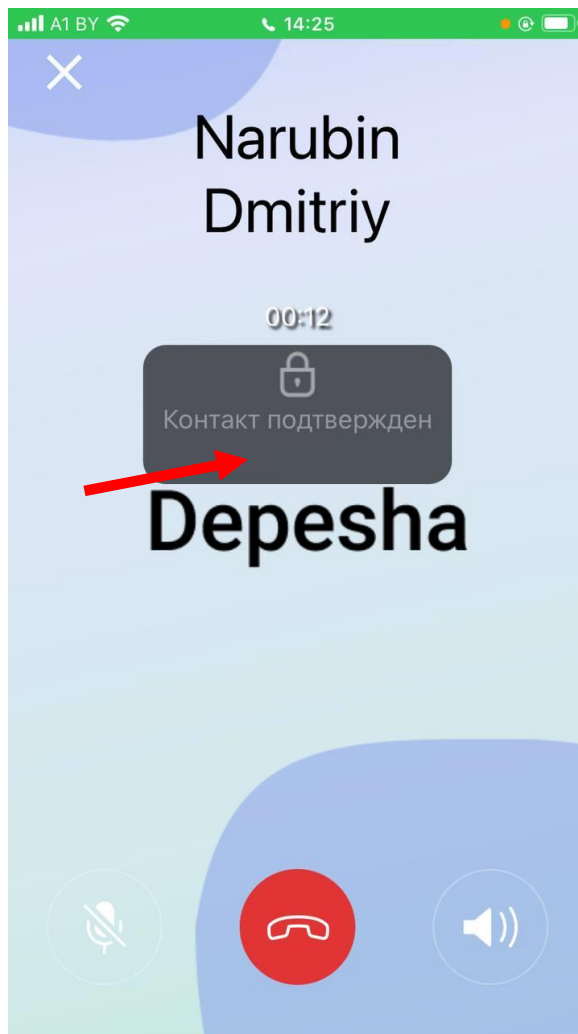 A1 BY 14:25
Narubin
Dmitriy
00:12
Контакт подтвержден
Depesha